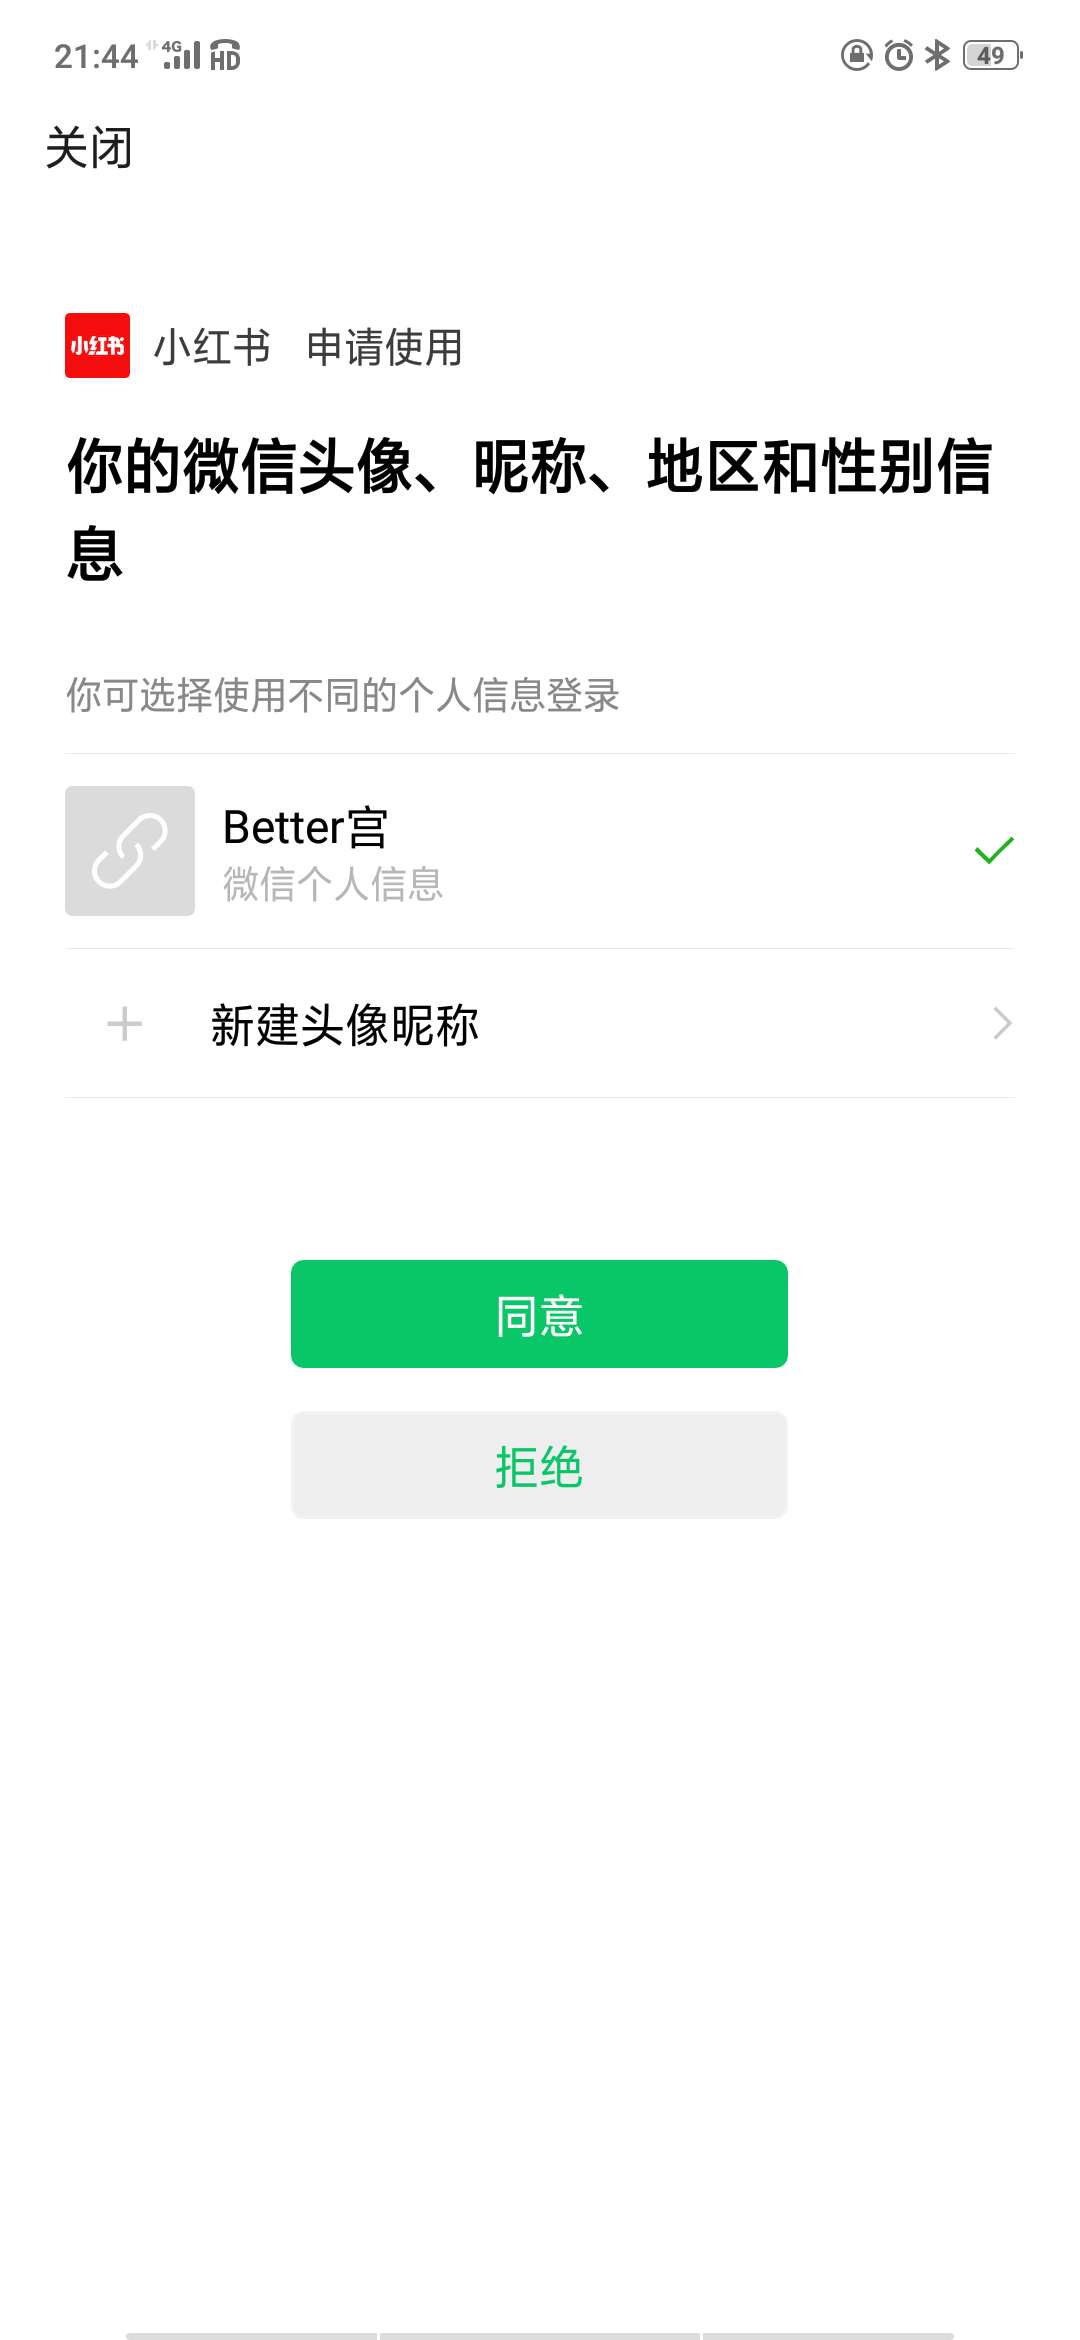 21:44 4G HD 49
关闭
小红书 小红书 申请使用
你的微信头像、昵称、地区和性别信
息
你可选择使用不同的个人信息登录
Better宫
微信个人信息
新建头像昵称
同意
拒绝